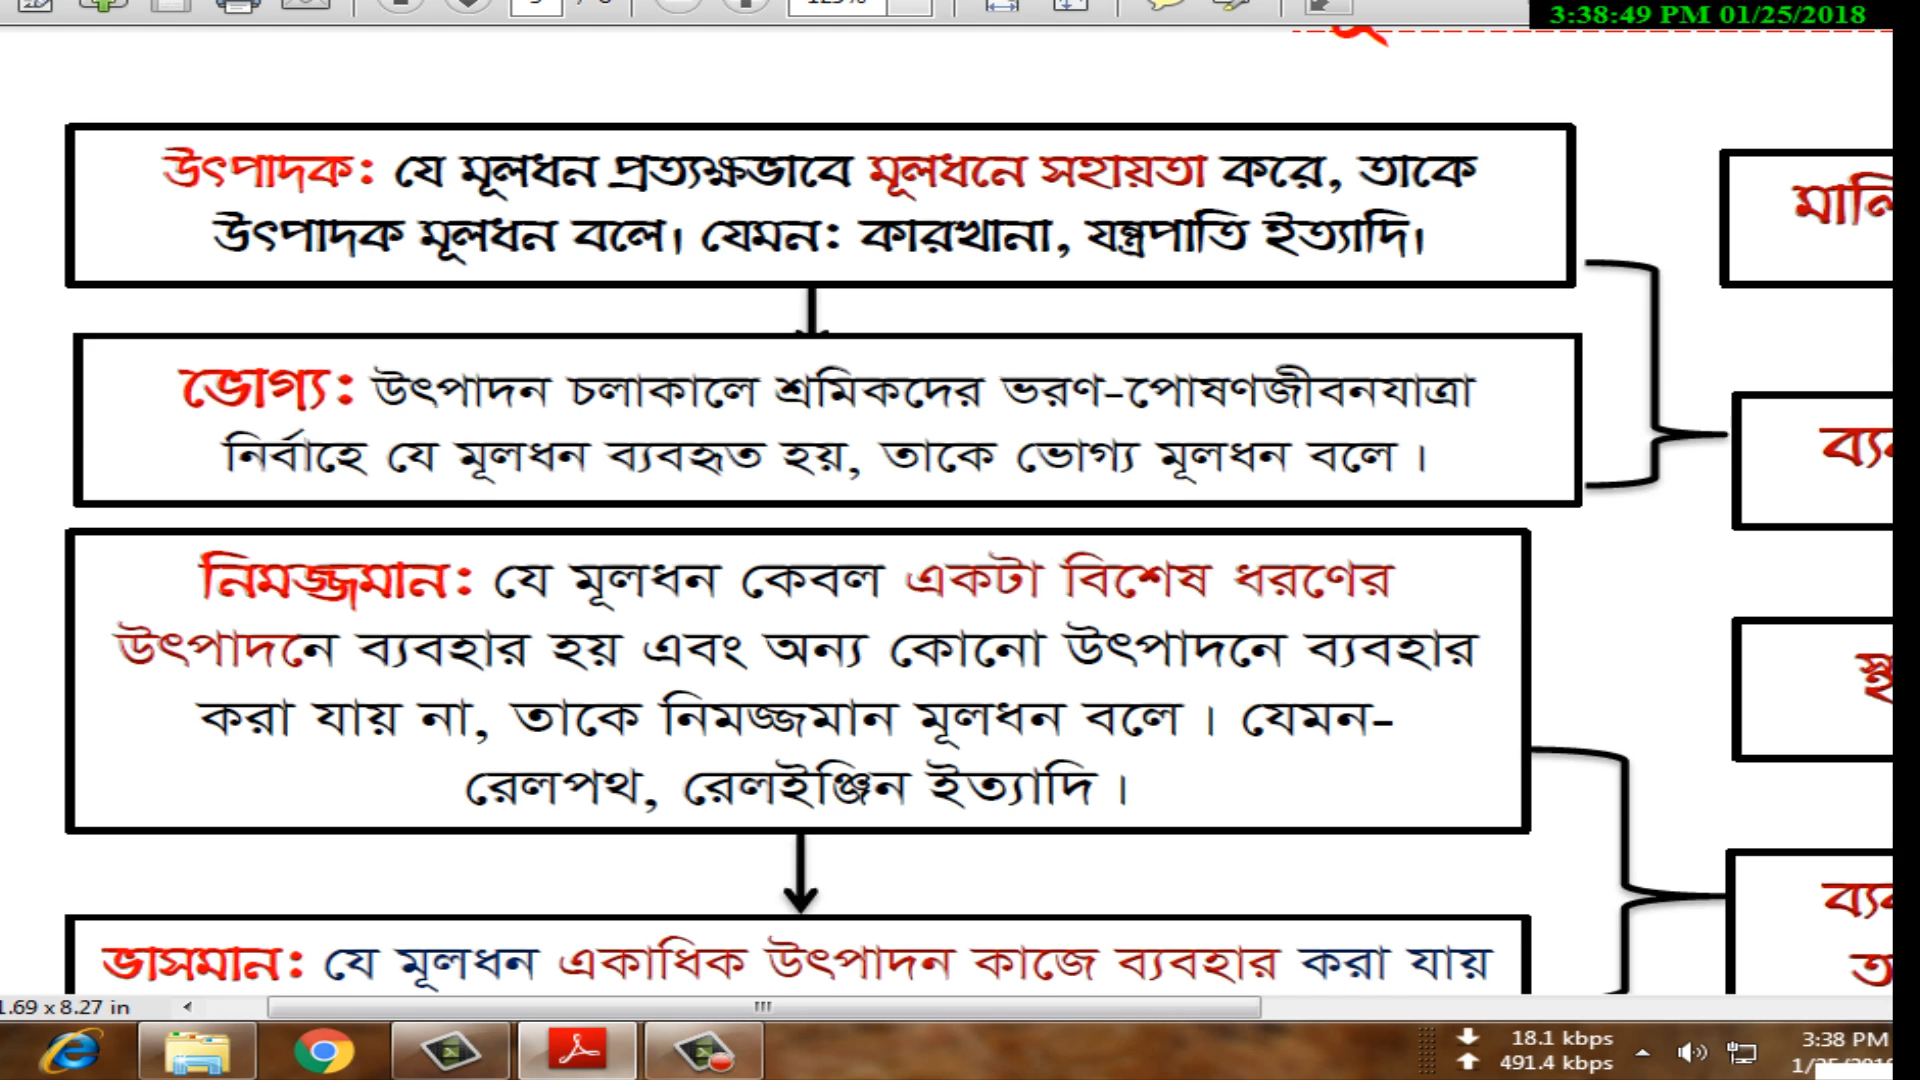 3:38:49 PM 01/25/2018
উৎপাদক: যে মূলধন প্রত্যক্ষভাবে মূলধনে সহায়তা করে, তাকে
উৎপাদক মূলধন বলে। যেমন: কারখানা, যন্ত্রপাতি ইত্যাদি।
ভোগ্য: উৎপাদন চলাকালে শ্রমিকদের ভরণ-পোষণজীবনযাত্রা
নির্বাহে যে মূলধন ব্যবহৃত হয়, তাকে ভোগ্য মূলধন বলে।
নিমজ্জমান: যে মূলধন কেবল একটা বিশেষ ধরণের
উৎপাদনে ব্যবহার হয় এবং অন্য কোনো উৎপাদনে ব্যবহার
করা যায় না, তাকে নিমজ্জমান মূলধন বলে। যেমন-
রেলপথ, রেলইঞ্জিন ইত্যাদি।
ভাসমান: যে মূলধন একাধিক উৎপাদন কাজে ব্যবহার করা যায়
.69 x 8.27 in
18.1 kbps
491.4 kbps
3:38 PM